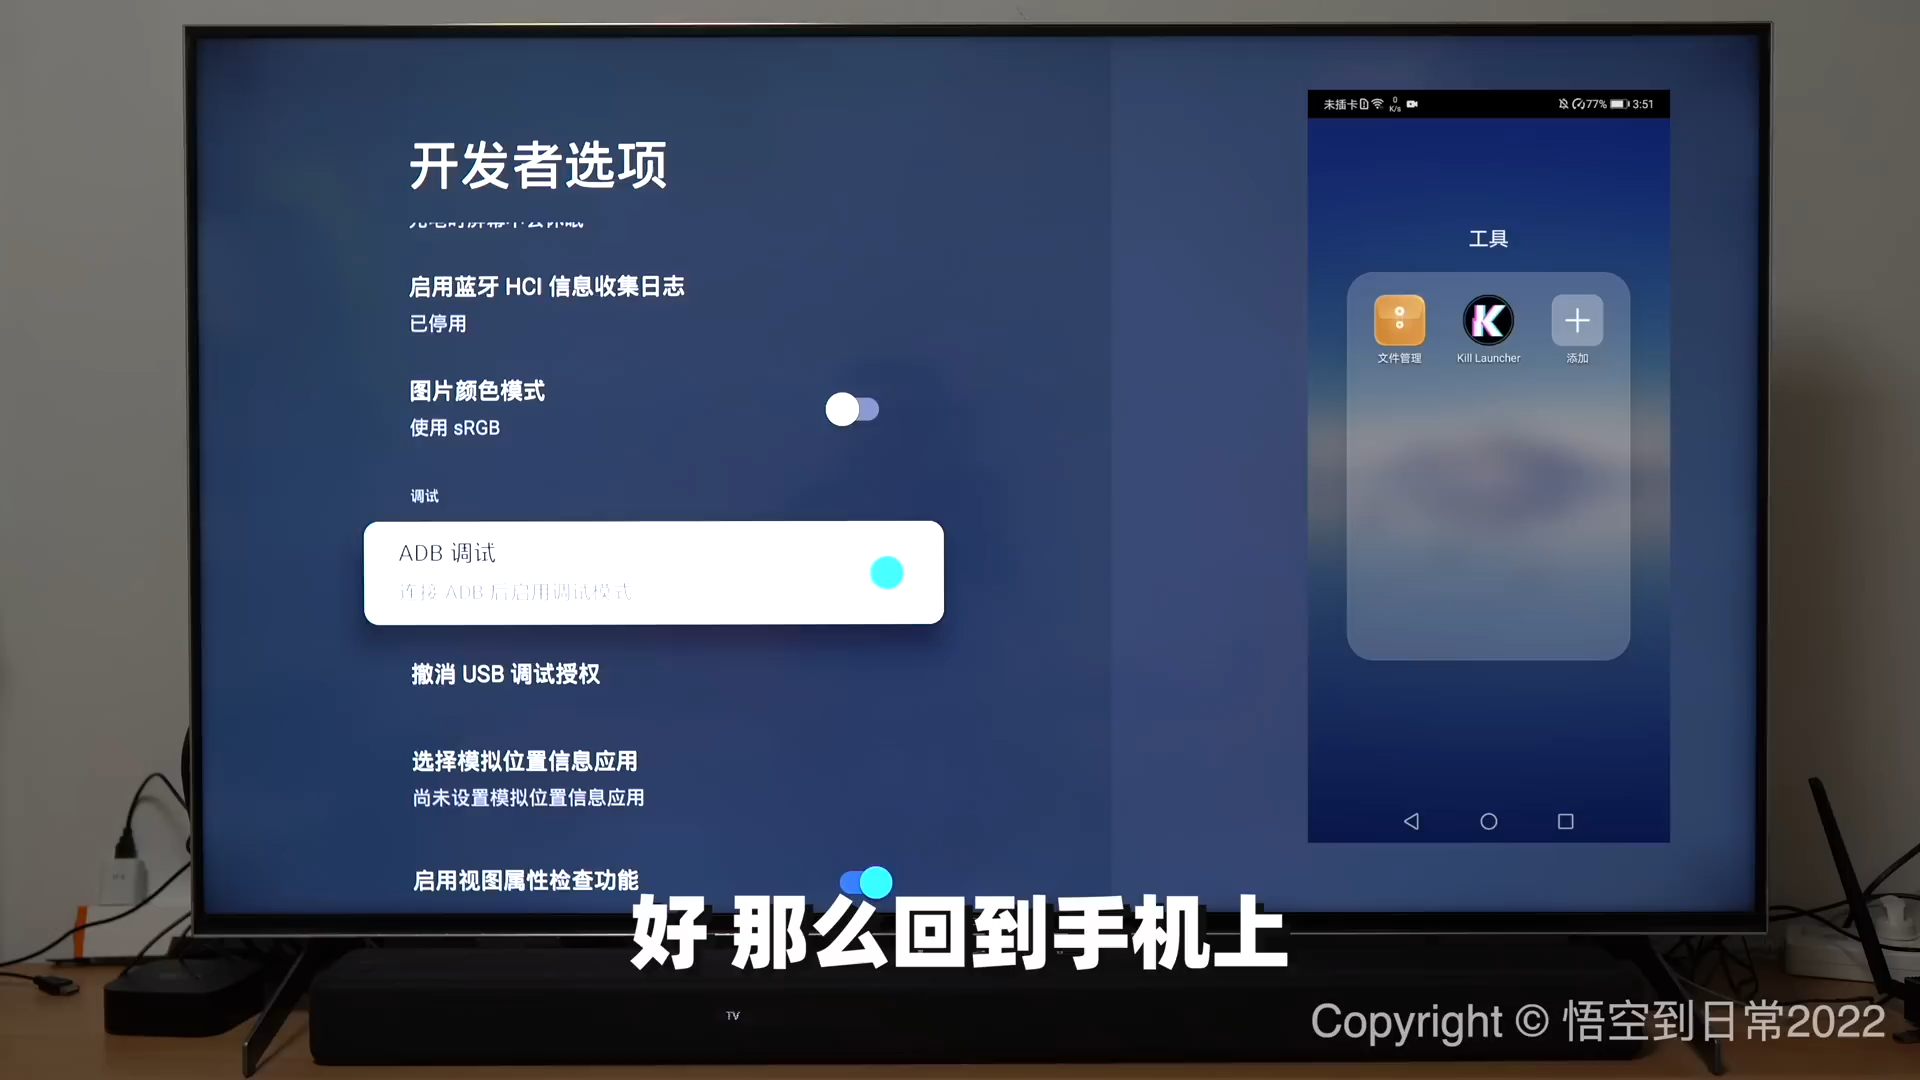 开发者选项
启用蓝牙 HCI 信息收集日志
已停用
图片颜色模式
使用 sRGB
调试
ADB 调试
连接 ADB 后启用调试模式
撤消 USB 调试授权
选择模拟位置信息应用
尚未设置模拟位置信息应用
启用视图属性检查功能
未插卡 0 K/s 77% 3:51
工具
文件管理
Kill Launcher
添加
好 那么回到手机上
TV
Copyright © 悟空到日常2022